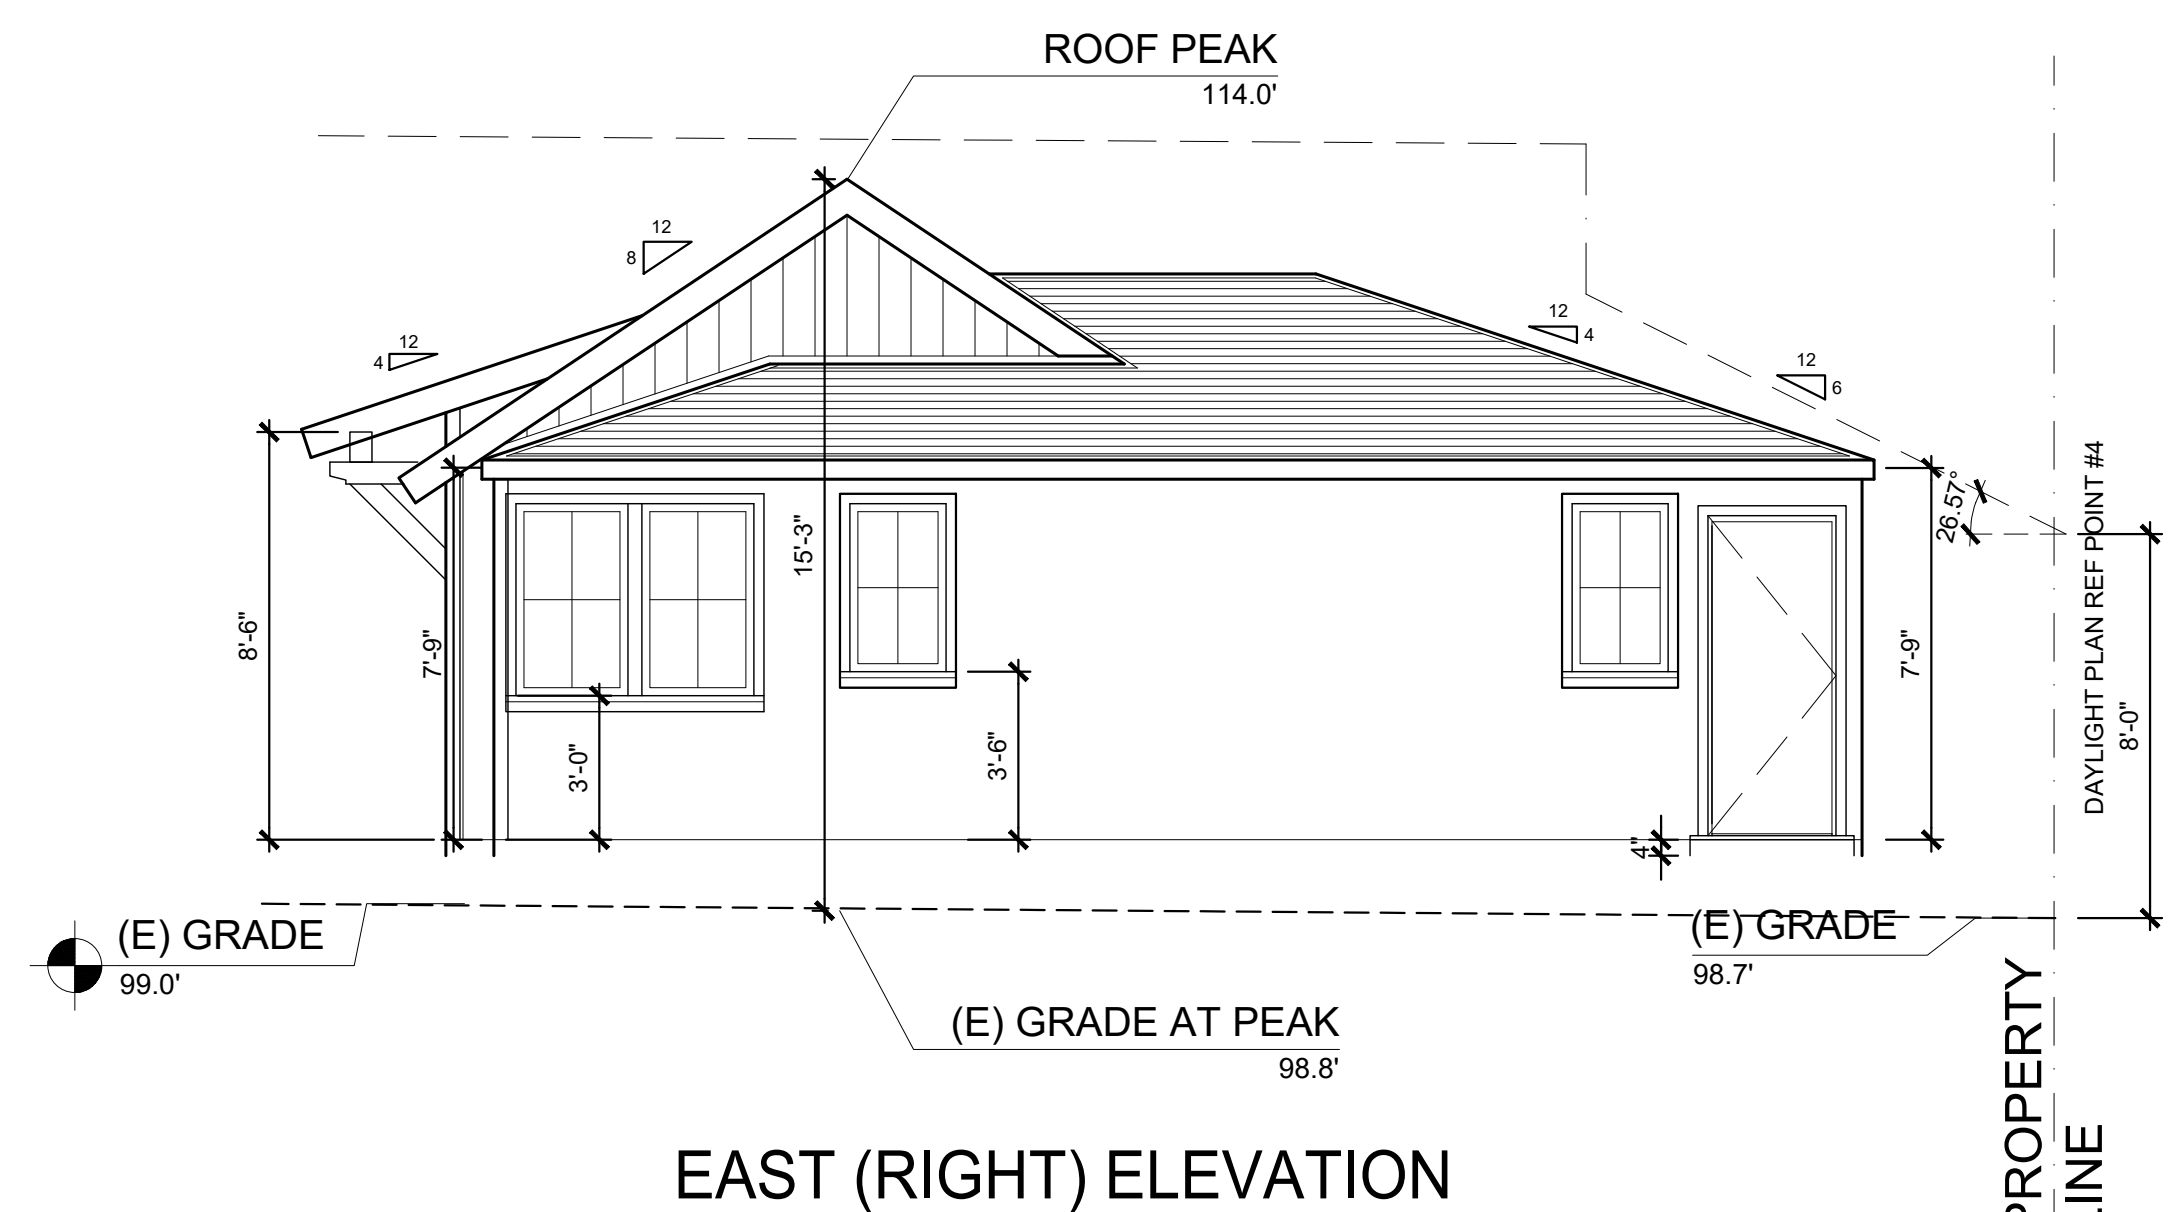 ROOF PEAK
114.0'
12
8
12
4
12
4
12
6
26.57°
DAYLIGHT PLAN REF POINT #4
8'-0"
15'-3"
8'-6"
7'-9"
7'-9"
3'-0"
3'-6"
4"
(E) GRADE
99.0'
(E) GRADE
98.7'
(E) GRADE AT PEAK
98.8'
PROPERTY
LINE
EAST (RIGHT) ELEVATION